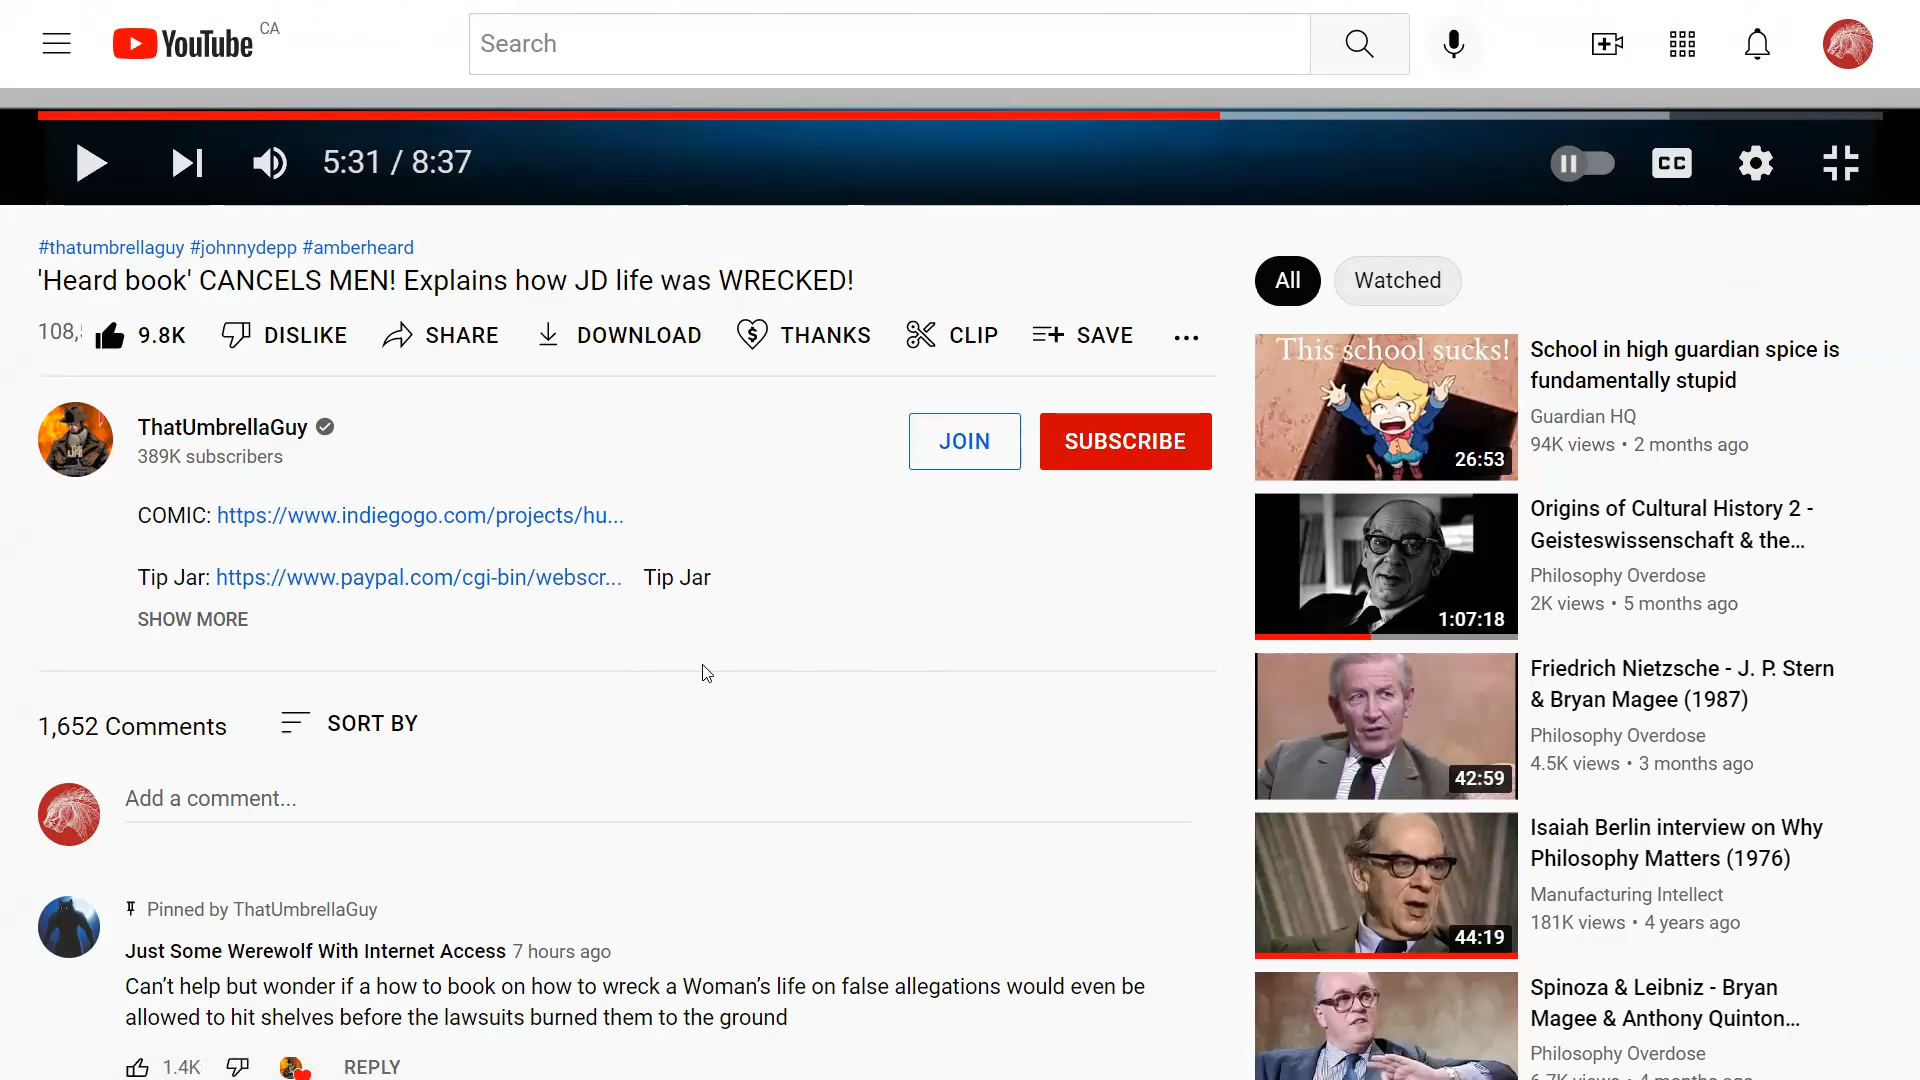 YouTube CA
Search
5:31 / 8:37
CC
#thatumbrellaguy #johnnydepp #amberheard
'Heard book' CANCELS MEN! Explains how JD life was WRECKED!
9.8K DISLIKE SHARE DOWNLOAD THANKS CLIP SAVE
ThatUmbrellaGuy
389K subscribers
JOIN
SUBSCRIBE
COMIC: https://www.indiegogo.com/projects/hu...
Tip Jar: https://www.paypal.com/cgi-bin/webscr... Tip Jar
SHOW MORE
1,652 Comments
SORT BY
Add a comment...
Pinned by ThatUmbrellaGuy
Just Some Werewolf With Internet Access 7 hours ago
Can't help but wonder if a how to book on how to wreck a Woman's life on false allegations would even be
allowed to hit shelves before the lawsuits burned them to the ground
1.4K
REPLY
All
Watched
This school sucks!
26:53
School in high guardian spice is
fundamentally stupid
Guardian HQ
94K views • 2 months ago
1:07:18
Origins of Cultural History 2 -
Geisteswissenschaft & the...
Philosophy Overdose
2K views • 5 months ago
42:59
Friedrich Nietzsche - J. P. Stern
& Bryan Magee (1987)
Philosophy Overdose
4.5K views • 3 months ago
44:19
Isaiah Berlin interview on Why
Philosophy Matters (1976)
Manufacturing Intellect
181K views • 4 years ago
Spinoza & Leibniz - Bryan
Magee & Anthony Quinton...
Philosophy Overdose
6.7K views • 4 months ago